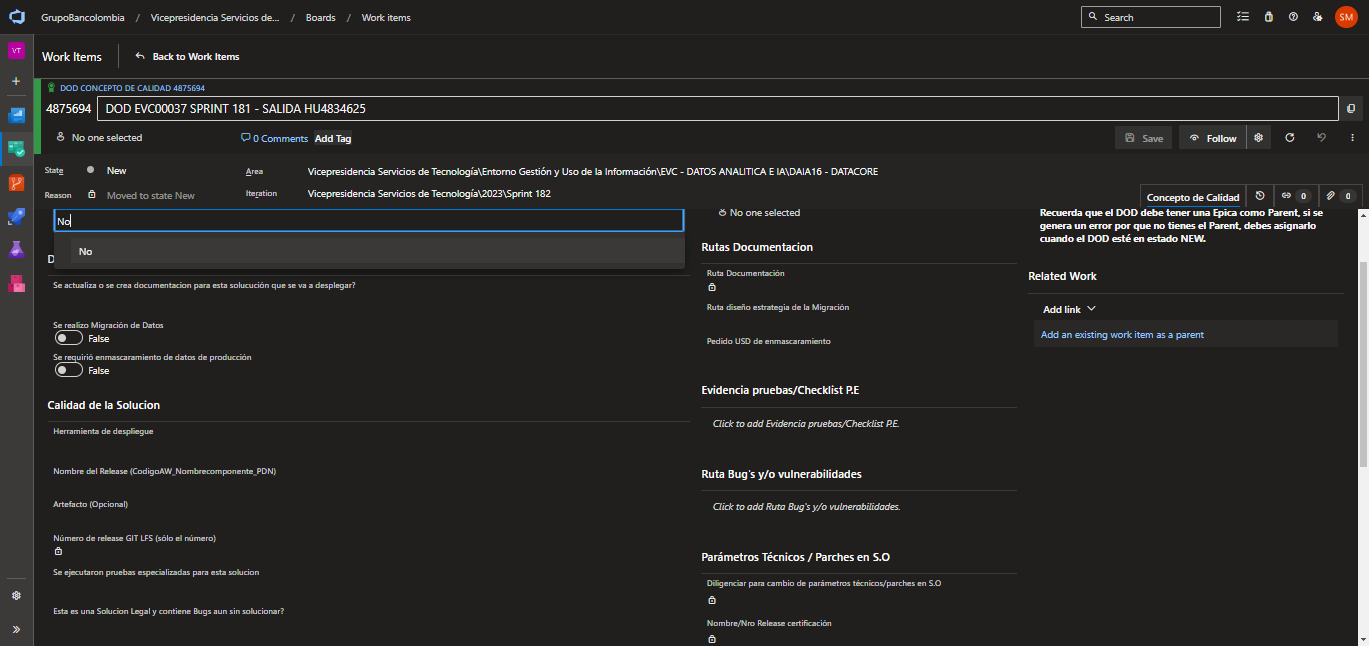 GrupoBancolombia / Vicepresidencia Servicios de... / Boards / Work items
Search
SM
VT
Work Items
Back to Work Items
DOD CONCEPTO DE CALIDAD 4875694
4875694 DOD EVC00037 SPRINT 181 - SALIDA HU4834625
No one selected
0 Comments
Add Tag
Save
Follow
State
New
Area
Vicepresidencia Servicios de Tecnología\Entorno Gestión y Uso de la Información\EVC - DATOS ANALITICA E IA\DAIA16 - DATACORE
Reason
Moved to state New
Iteration
Vicepresidencia Servicios de Tecnología\2023\Sprint 182
Concepto de Calidad
0
0
No
No
D
Se actualiza o se crea documentacion para esta solucución que se va a desplegar?
Se realizo Migración de Datos
False
Se requirió enmascaramiento de datos de producción
False
Calidad de la Solucion
Herramienta de despliegue
Nombre del Release (CodigoAW_Nombrecomponente_PDN)
Artefacto (Opcional)
Número de release GIT LFS (sólo el número)
Se ejecutaron pruebas especializadas para esta solucion
Esta es una Solucion Legal y contiene Bugs aun sin solucionar?
No one selected
Rutas Documentacion
Ruta Documentación
Ruta diseño estrategia de la Migración
Pedido USD de enmascaramiento
Evidencia pruebas/Checklist P.E
Click to add Evidencia pruebas/Checklist P.E.
Ruta Bug's y/o vulnerabilidades
Click to add Ruta Bug's y/o vulnerabilidades.
Parámetros Técnicos / Parches en S.O
Diligenciar para cambio de parámetros técnicos/parches en S.O
Nombre/Nro Release certificación
Recuerda que el DOD debe tener una Epica como Parent, si se
genera un error por que no tienes el Parent, debes asignarlo
cuando el DOD esté en estado NEW.
Related Work
Add link
Add an existing work item as a parent